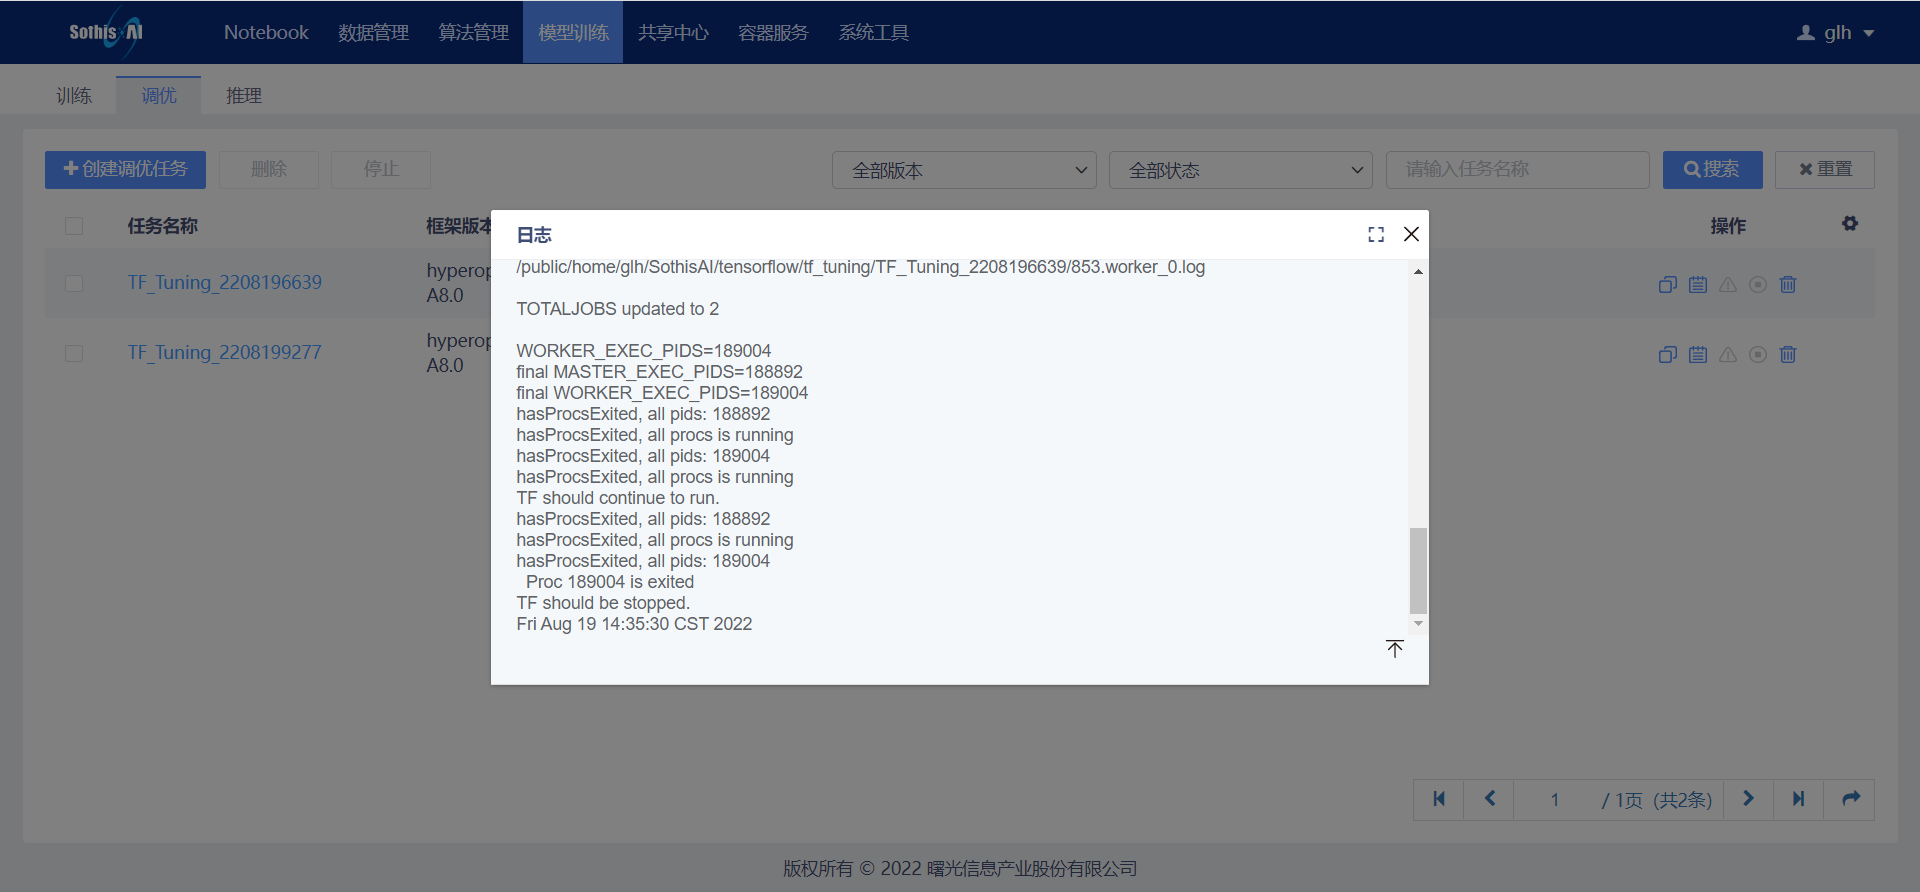 Sothis AI
Notebook 数据管理 算法管理 模型训练 共享中心 容器服务 系统工具 glh
训练 调优 推理
创建调优任务 删除 停止 全部版本 全部状态 请输入任务名称 搜索 重置
任务名称 框架版本 操作
TF_Tuning_2208196639 hyperop
A8.0
TF_Tuning_2208199277 hyperop
A8.0
日志
/public/home/glh/SothisAI/tensorflow/tf_tuning/TF_Tuning_2208196639/853.worker_0.log
TOTALJOBS updated to 2
WORKER_EXEC_PIDS=189004
final MASTER_EXEC_PIDS=188892
final WORKER_EXEC_PIDS=189004
hasProcsExited, all pids: 188892
hasProcsExited, all procs is running
hasProcsExited, all pids: 189004
hasProcsExited, all procs is running
TF should continue to run.
hasProcsExited, all pids: 188892
hasProcsExited, all procs is running
hasProcsExited, all pids: 189004
Proc 189004 is exited
TF should be stopped.
Fri Aug 19 14:35:30 CST 2022
1 / 1页 (共2条)
版权所有 © 2022 曙光信息产业股份有限公司